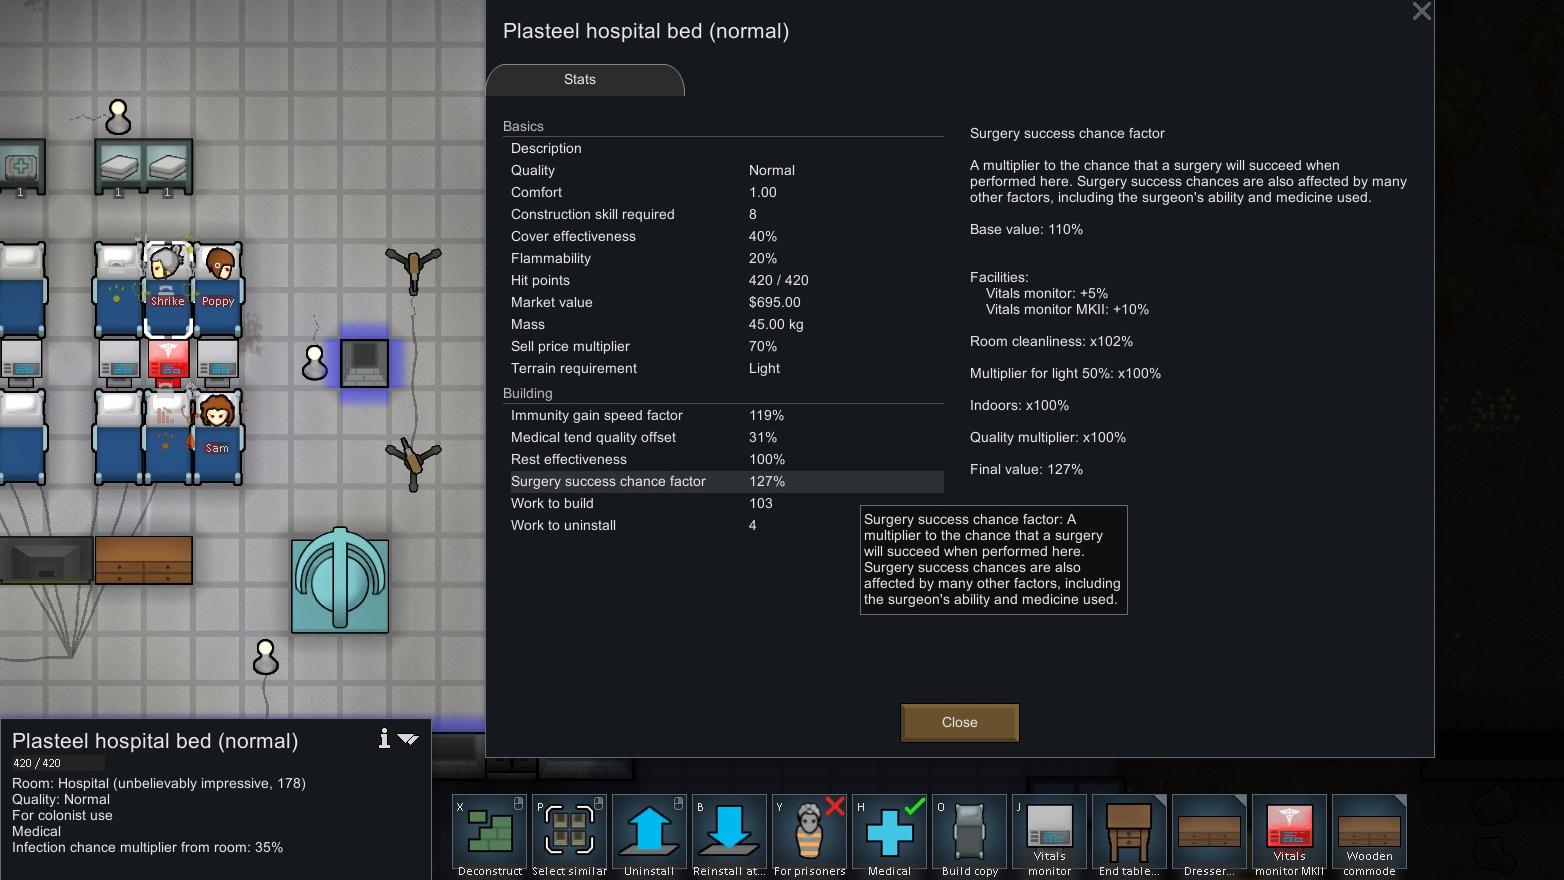 Plasteel hospital bed (normal)
Stats
Basics
Description
Quality Normal
Comfort 1.00
Construction skill required 8
Cover effectiveness 40%
Flammability 20%
Hit points 420 / 420
Market value $695.00
Mass 45.00 kg
Sell price multiplier 70%
Terrain requirement Light
Building
Immunity gain speed factor 119%
Medical tend quality offset 31%
Rest effectiveness 100%
Surgery success chance factor 127%
Work to build 103
Work to uninstall 4
Surgery success chance factor
A multiplier to the chance that a surgery will succeed when
performed here. Surgery success chances are also affected by many
other factors, including the surgeon's ability and medicine used.
Base value: 110%
Facilities:
Vitals monitor: +5%
Vitals monitor MKII: +10%
Room cleanliness: x102%
Multiplier for light 50%: x100%
Indoors: x100%
Quality multiplier: x100%
Final value: 127%
Surgery success chance factor: A
multiplier to the chance that a surgery
will succeed when performed here.
Surgery success chances are also
affected by many other factors, including
the surgeon's ability and medicine used.
Close
1 1 1
Shrike Poppy
Sam
Plasteel hospital bed (normal)
420 / 420
Room: Hospital (unbelievably impressive, 178)
Quality: Normal
For colonist use
Medical
Infection chance multiplier from room: 35%
X
Deconstruct
P
Select similar
Uninstall
B
Reinstall at...
Y
For prisoners
H
Medical
O
Build copy
J
Vitals
monitor
End table...
Dresser...
Vitals
monitor MKII
Wooden
commode